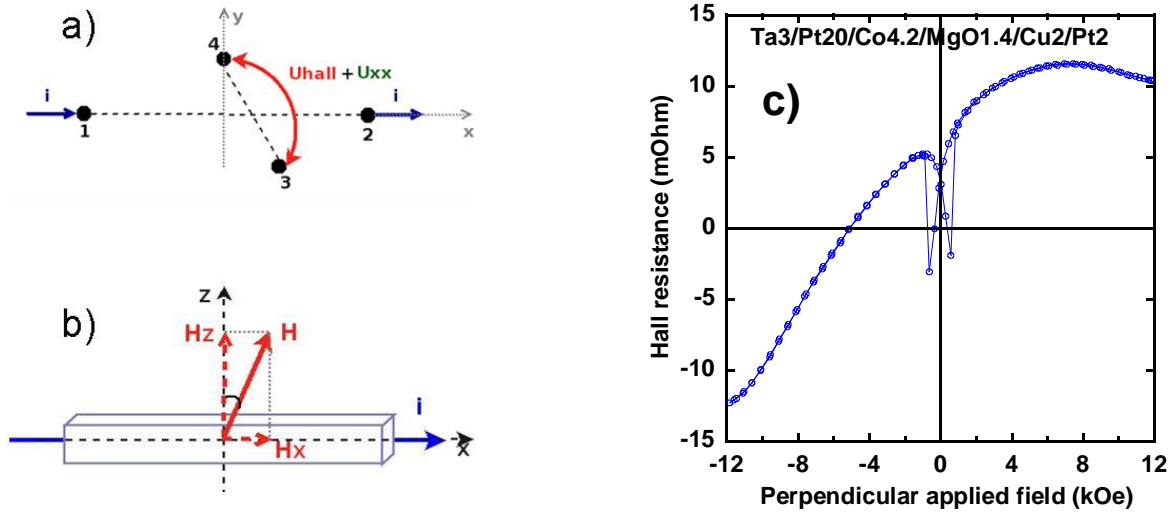 a)
y
4
Uhall + Uxx
i
i
1
2
x
3
b)
z
Hz
H
i
Hx
x
c)
Ta3/Pt20/Co4.2/MgO1.4/Cu2/Pt2
Hall resistance (mOhm)
15
10
5
0
-5
-10
-15
-12 -8 -4 0 4 8 12
Perpendicular applied field (kOe)